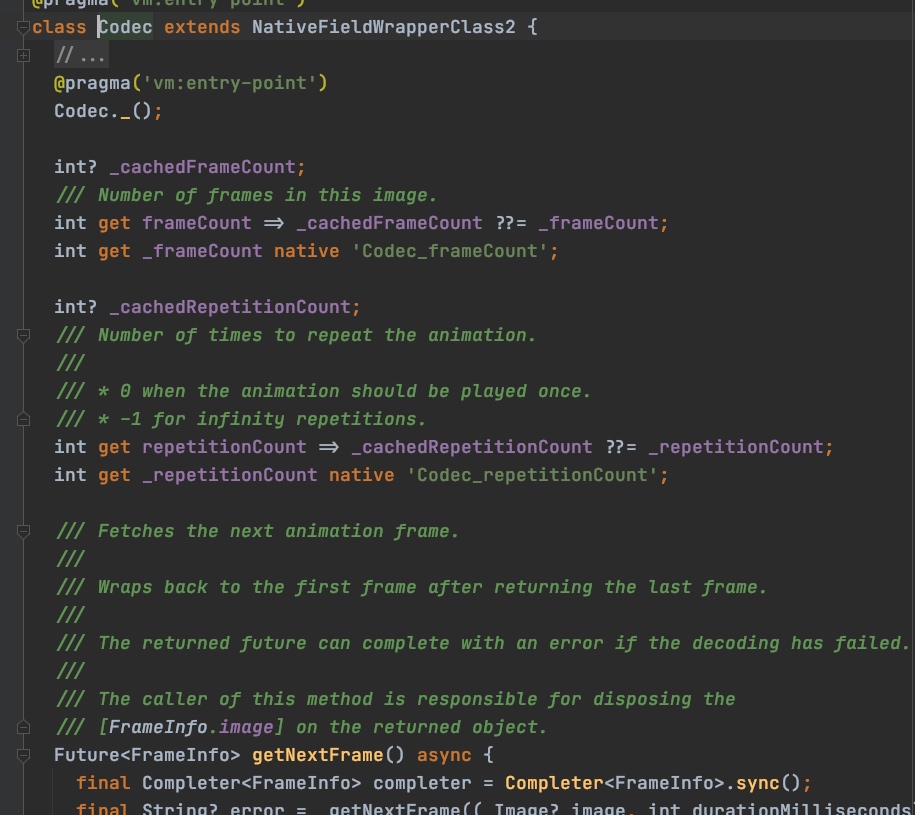 @pragma('vm:entry-point')
class Codec extends NativeFieldWrapperClass2 {
//...
@pragma('vm:entry-point')
Codec._();
int? _cachedFrameCount;
/// Number of frames in this image.
int get frameCount => _cachedFrameCount ??= _frameCount;
int get _frameCount native 'Codec_frameCount';
int? _cachedRepetitionCount;
/// Number of times to repeat the animation.
///
/// * 0 when the animation should be played once.
/// * -1 for infinity repetitions.
int get repetitionCount => _cachedRepetitionCount ??= _repetitionCount;
int get _repetitionCount native 'Codec_repetitionCount';
/// Fetches the next animation frame.
///
/// Wraps back to the first frame after returning the last frame.
///
/// The returned future can complete with an error if the decoding has failed.
///
/// The caller of this method is responsible for disposing the
/// [FrameInfo.image] on the returned object.
Future<FrameInfo> getNextFrame() async {
final Completer<FrameInfo> completer = Completer<FrameInfo>.sync();
final String? error = _getNextFrame((_Image? image, int durationMilliseconds